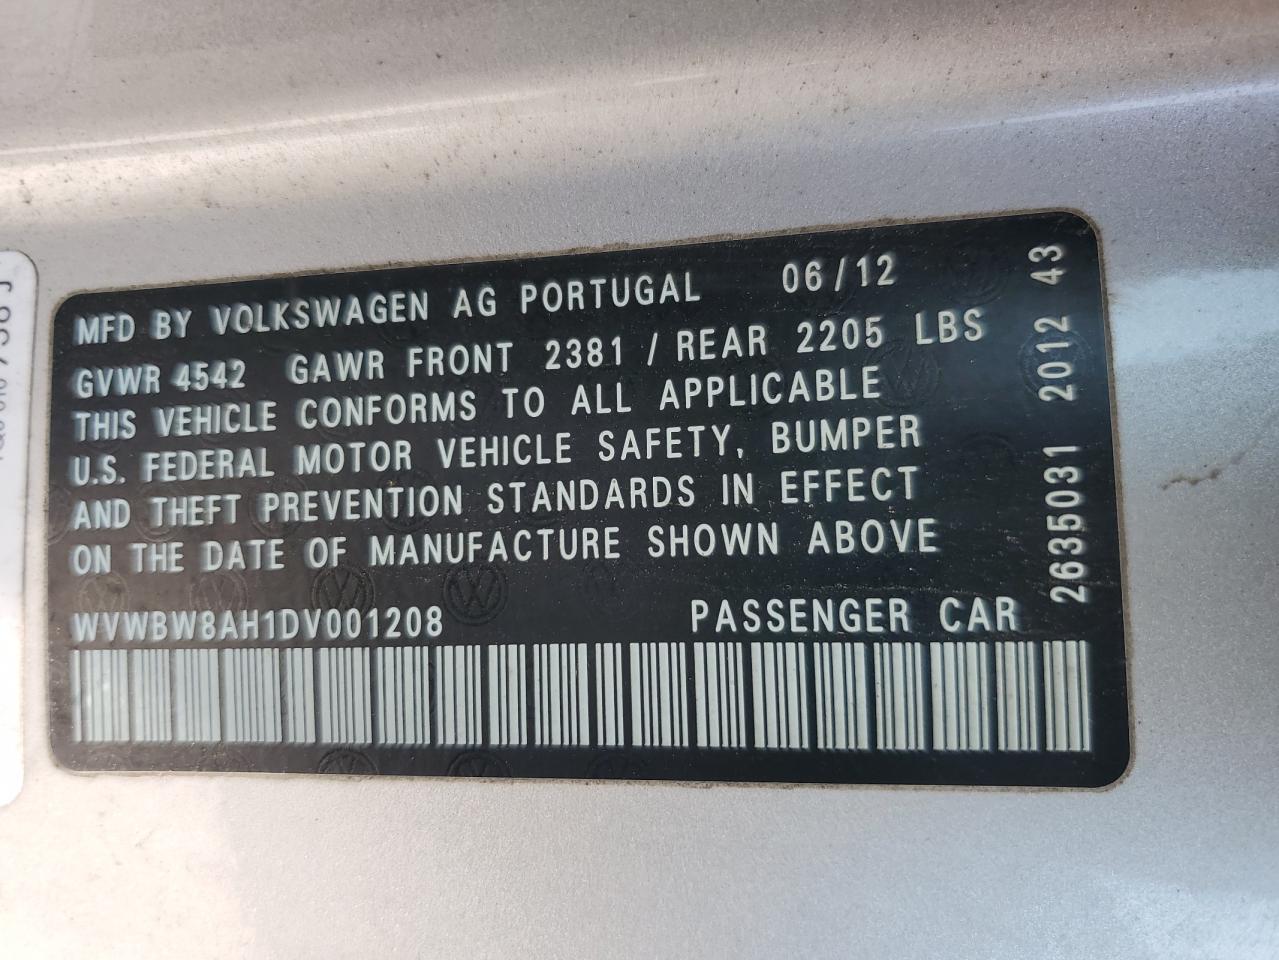 MFD BY VOLKSWAGEN AG PORTUGAL 06/12
GVWR 4542 GAWR FRONT 2381 / REAR 2205 LBS
THIS VEHICLE CONFORMS TO ALL APPLICABLE
U.S. FEDERAL MOTOR VEHICLE SAFETY, BUMPER
AND THEFT PREVENTION STANDARDS IN EFFECT
ON THE DATE OF MANUFACTURE SHOWN ABOVE
WVWBW8AH1DV001208 PASSENGER CAR
2635031 2012 43